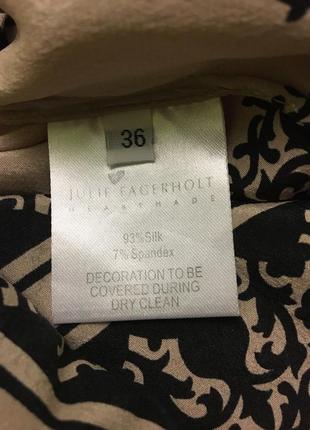 36
JULIE FAGERHOLT
HEARTMADE
93% Silk
7% Spandex
DECORATION TO BE
COVERED DURING
DRY CLEAN